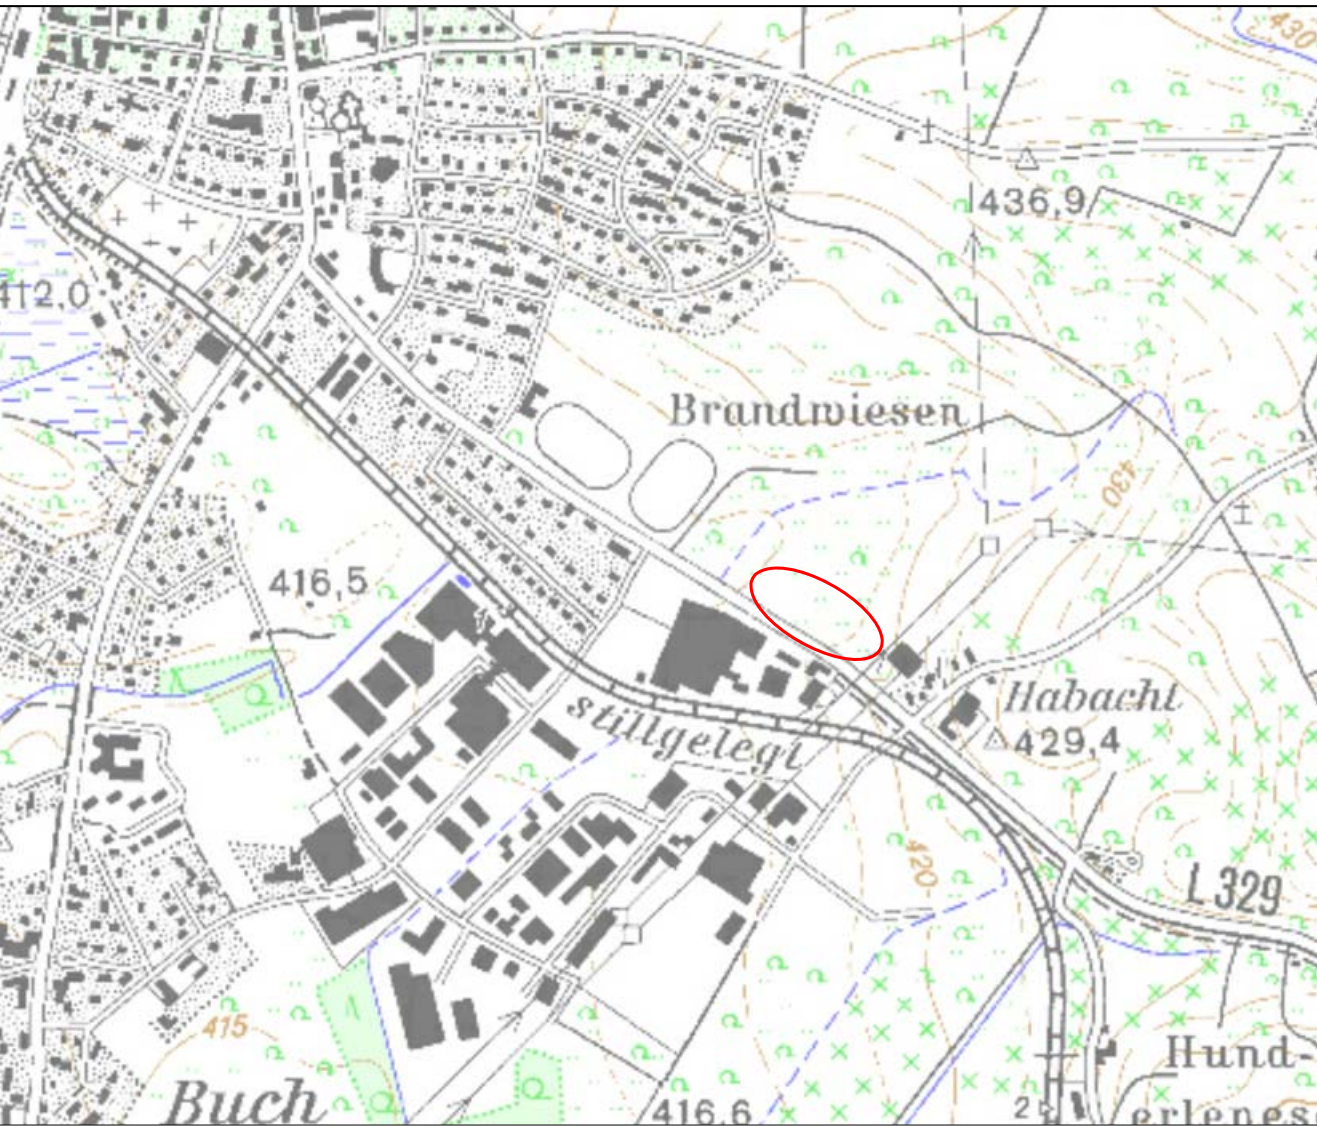 430
436,9
412,0
Brandwiesen
430
416,5
Habacht
429,4
stillgelegt
420
L 329
415
Hund-
Buch
416,6
2
erlenes